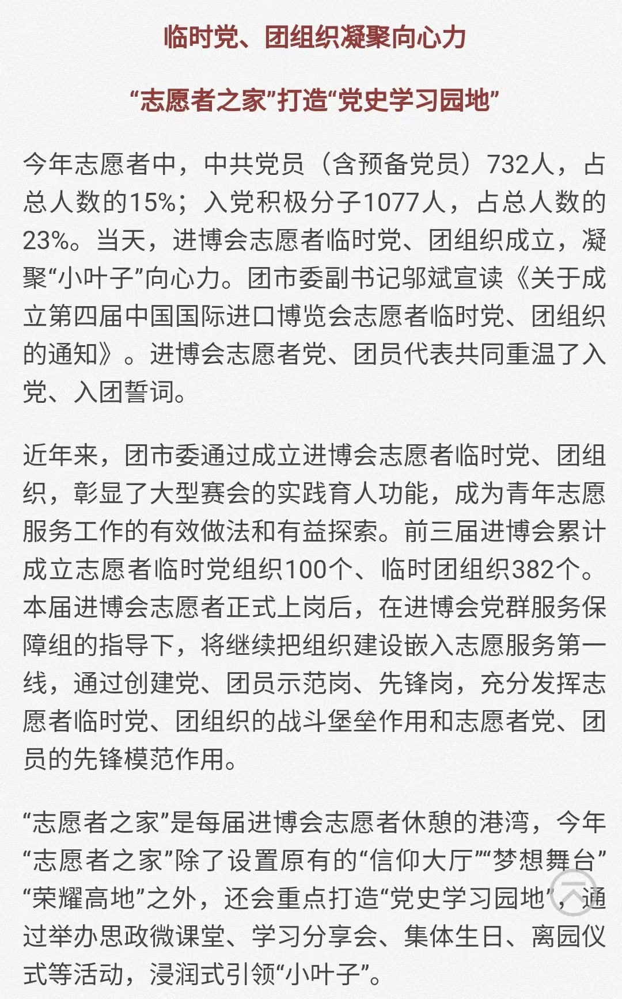 临时党、团组织凝聚向心力
“志愿者之家”打造“党史学习园地”
今年志愿者中，中共党员（含预备党员）732人，占
总人数的15%；入党积极分子1077人，占总人数的
23%。当天，进博会志愿者临时党、团组织成立，凝
聚“小叶子”向心力。团市委副书记邬斌宣读《关于成
立第四届中国国际进口博览会志愿者临时党、团组织
的通知》。进博会志愿者党、团员代表共同重温了入
党、入团誓词。
近年来，团市委通过成立进博会志愿者临时党、团组
织，彰显了大型赛会的实践育人功能，成为青年志愿
服务工作的有效做法和有益探索。前三届进博会累计
成立志愿者临时党组织100个、临时团组织382个。
本届进博会志愿者正式上岗后，在进博会党群服务保
障组的指导下，将继续把组织建设嵌入志愿服务第一
线，通过创建党、团员示范岗、先锋岗，充分发挥志
愿者临时党、团组织的战斗堡垒作用和志愿者党、团
员的先锋模范作用。
“志愿者之家”是每届进博会志愿者休憩的港湾，今年
“志愿者之家”除了设置原有的“信仰大厅”“梦想舞台”
“荣耀高地”之外，还会重点打造“党史学习园地”，通
过举办思政微课堂、学习分享会、集体生日、离园仪
式等活动，浸润式引领“小叶子”。